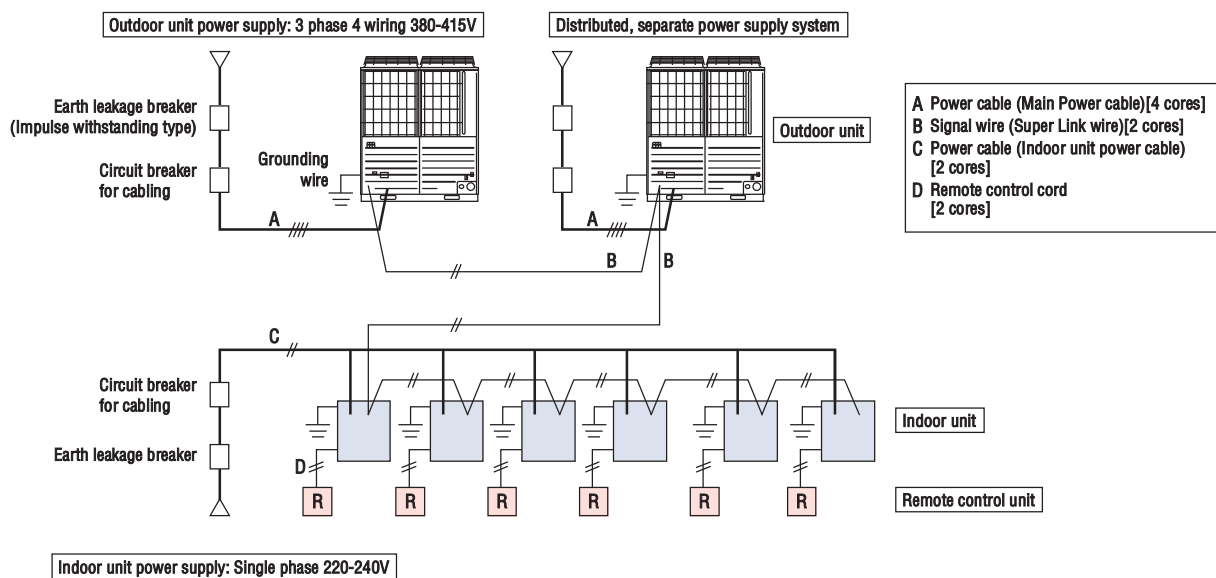 Outdoor unit power supply: 3 phase 4 wiring 380-415V
Distributed, separate power supply system
Earth leakage breaker
(Impulse withstanding type)
Circuit breaker
for cabling
Grounding
wire
Outdoor unit
A Power cable (Main Power cable)[4 cores]
B Signal wire (Super Link wire)[2 cores]
C Power cable (Indoor unit power cable)
[2 cores]
D Remote control cord
[2 cores]
A
A
B
B
C
Circuit breaker
for cabling
Earth leakage breaker
Indoor unit
D
R
R
R
R
R
R
Remote control unit
Indoor unit power supply: Single phase 220-240V